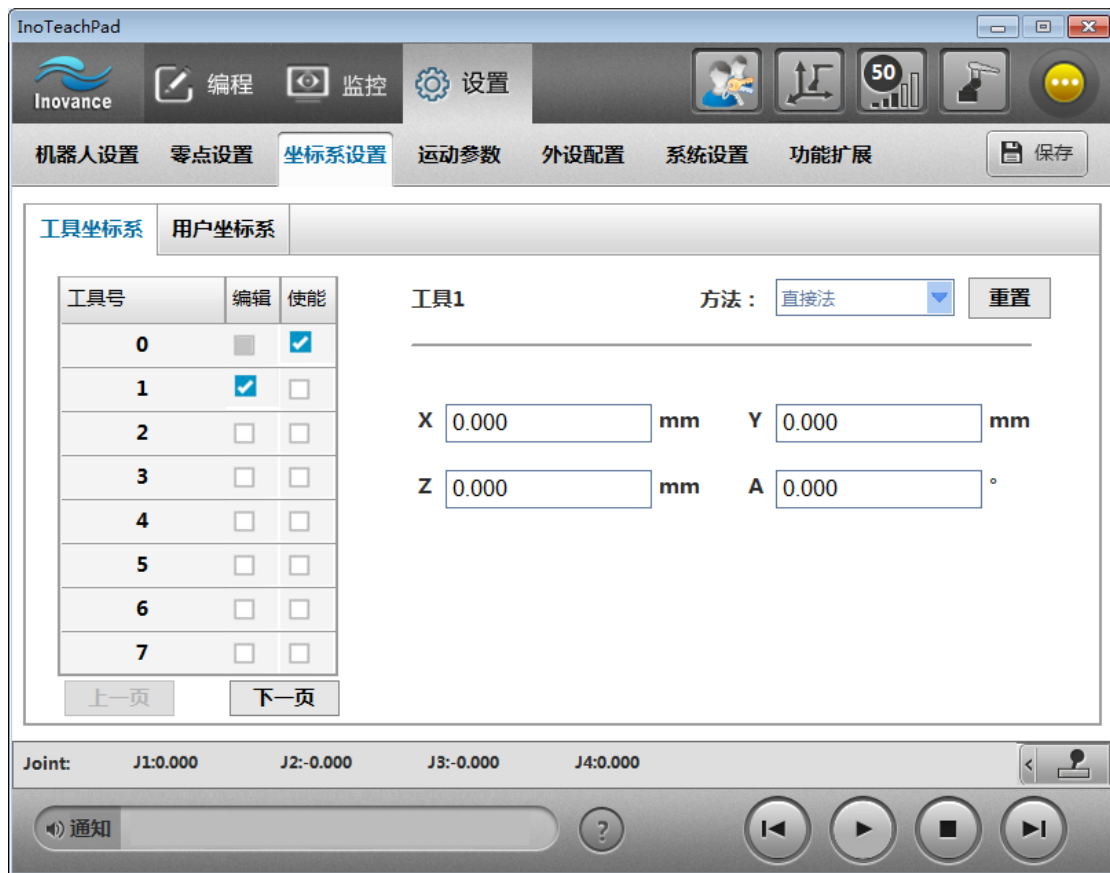 InoTeachPad
Inovance 编程 监控 设置 50
机器人设置 零点设置 坐标系设置 运动参数 外设配置 系统设置 功能扩展 保存
工具坐标系 用户坐标系
工具号 编辑 使能
0
1
2
3
4
5
6
7
上一页 下一页
工具1 方法： 直接法 重置
X 0.000 mm Y 0.000 mm
Z 0.000 mm A 0.000 °
Joint: J1:0.000 J2:-0.000 J3:-0.000 J4:0.000 <
通知 ?